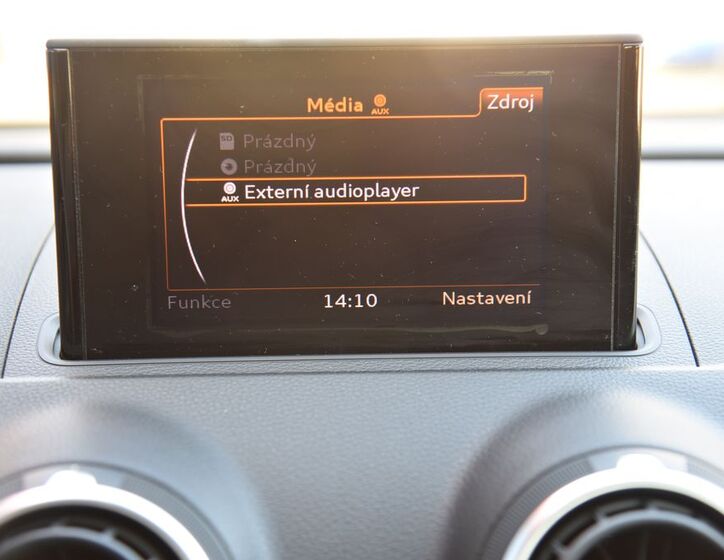 Média AUX
Zdroj
SD Prázdný
Prázdný
AUX Externí audioplayer
Funkce 14:10 Nastavení